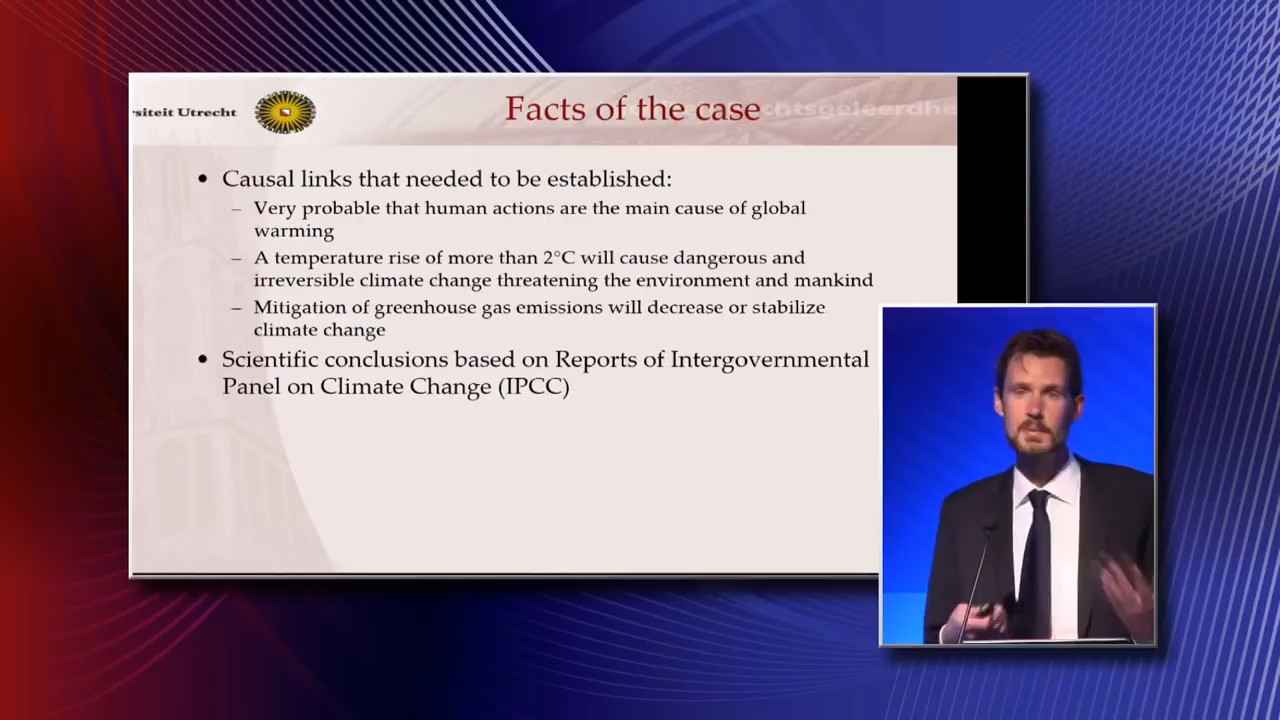 siteit Utrecht
Facts of the case
chtsgeleerdhe
• Causal links that needed to be established:
– Very probable that human actions are the main cause of global
warming
– A temperature rise of more than 2°C will cause dangerous and
irreversible climate change threatening the environment and mankind
– Mitigation of greenhouse gas emissions will decrease or stabilize
climate change
• Scientific conclusions based on Reports of Intergovernmental
Panel on Climate Change (IPCC)